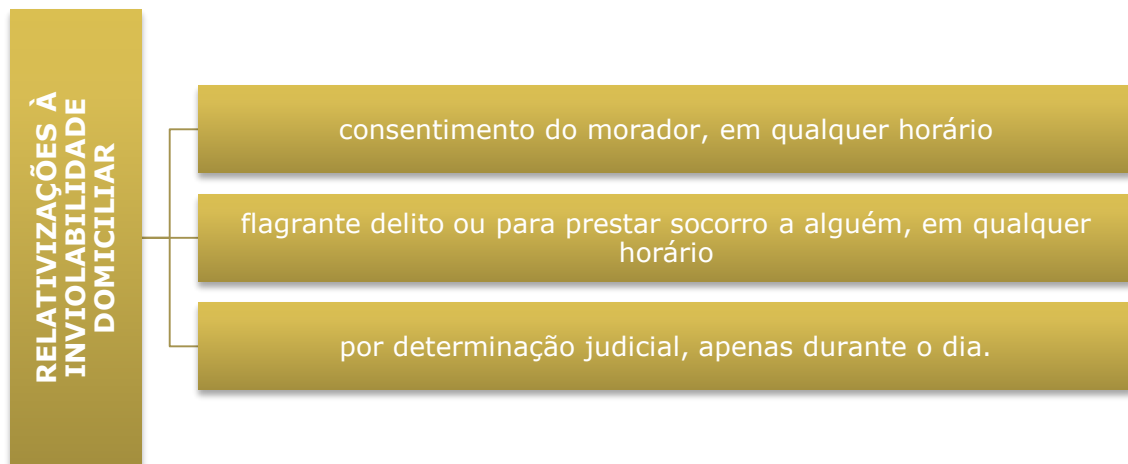 RELATIVIZAÇÕES À
INVIOLABILIDADE
DOMICILIAR
consentimento do morador, em qualquer horário
flagrante delito ou para prestar socorro a alguém, em qualquer
horário
por determinação judicial, apenas durante o dia.